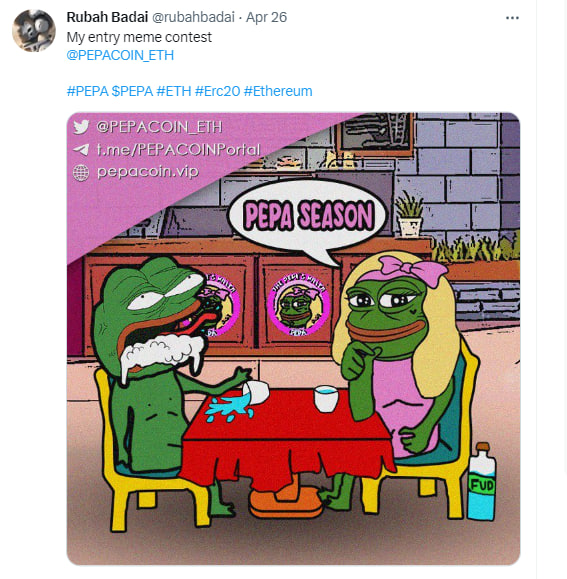 Rubah Badai @rubahbadai · Apr 26
My entry meme contest
@PEPACOIN_ETH
#PEPA $PEPA #ETH #Erc20 #Ethereum
@PEPACOIN_ETH
t.me/PEPACOINPortal
pepacoin.vip
PEPA SEASON
PEPA
FUD